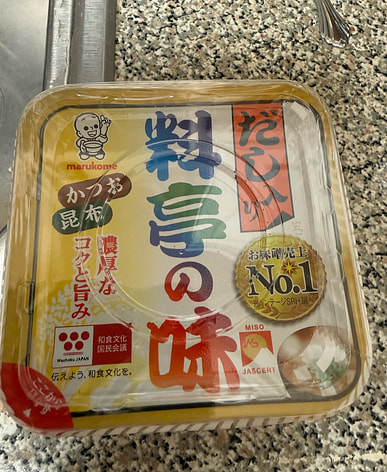 marukome
だし入り
料亭の味
かつお
昆布
濃厚な
コクと旨み
お味噌売上
No.1
MISO
JASCERT
Washoku JAPAN
和食文化
国民会議
伝えよう、和食文化を。